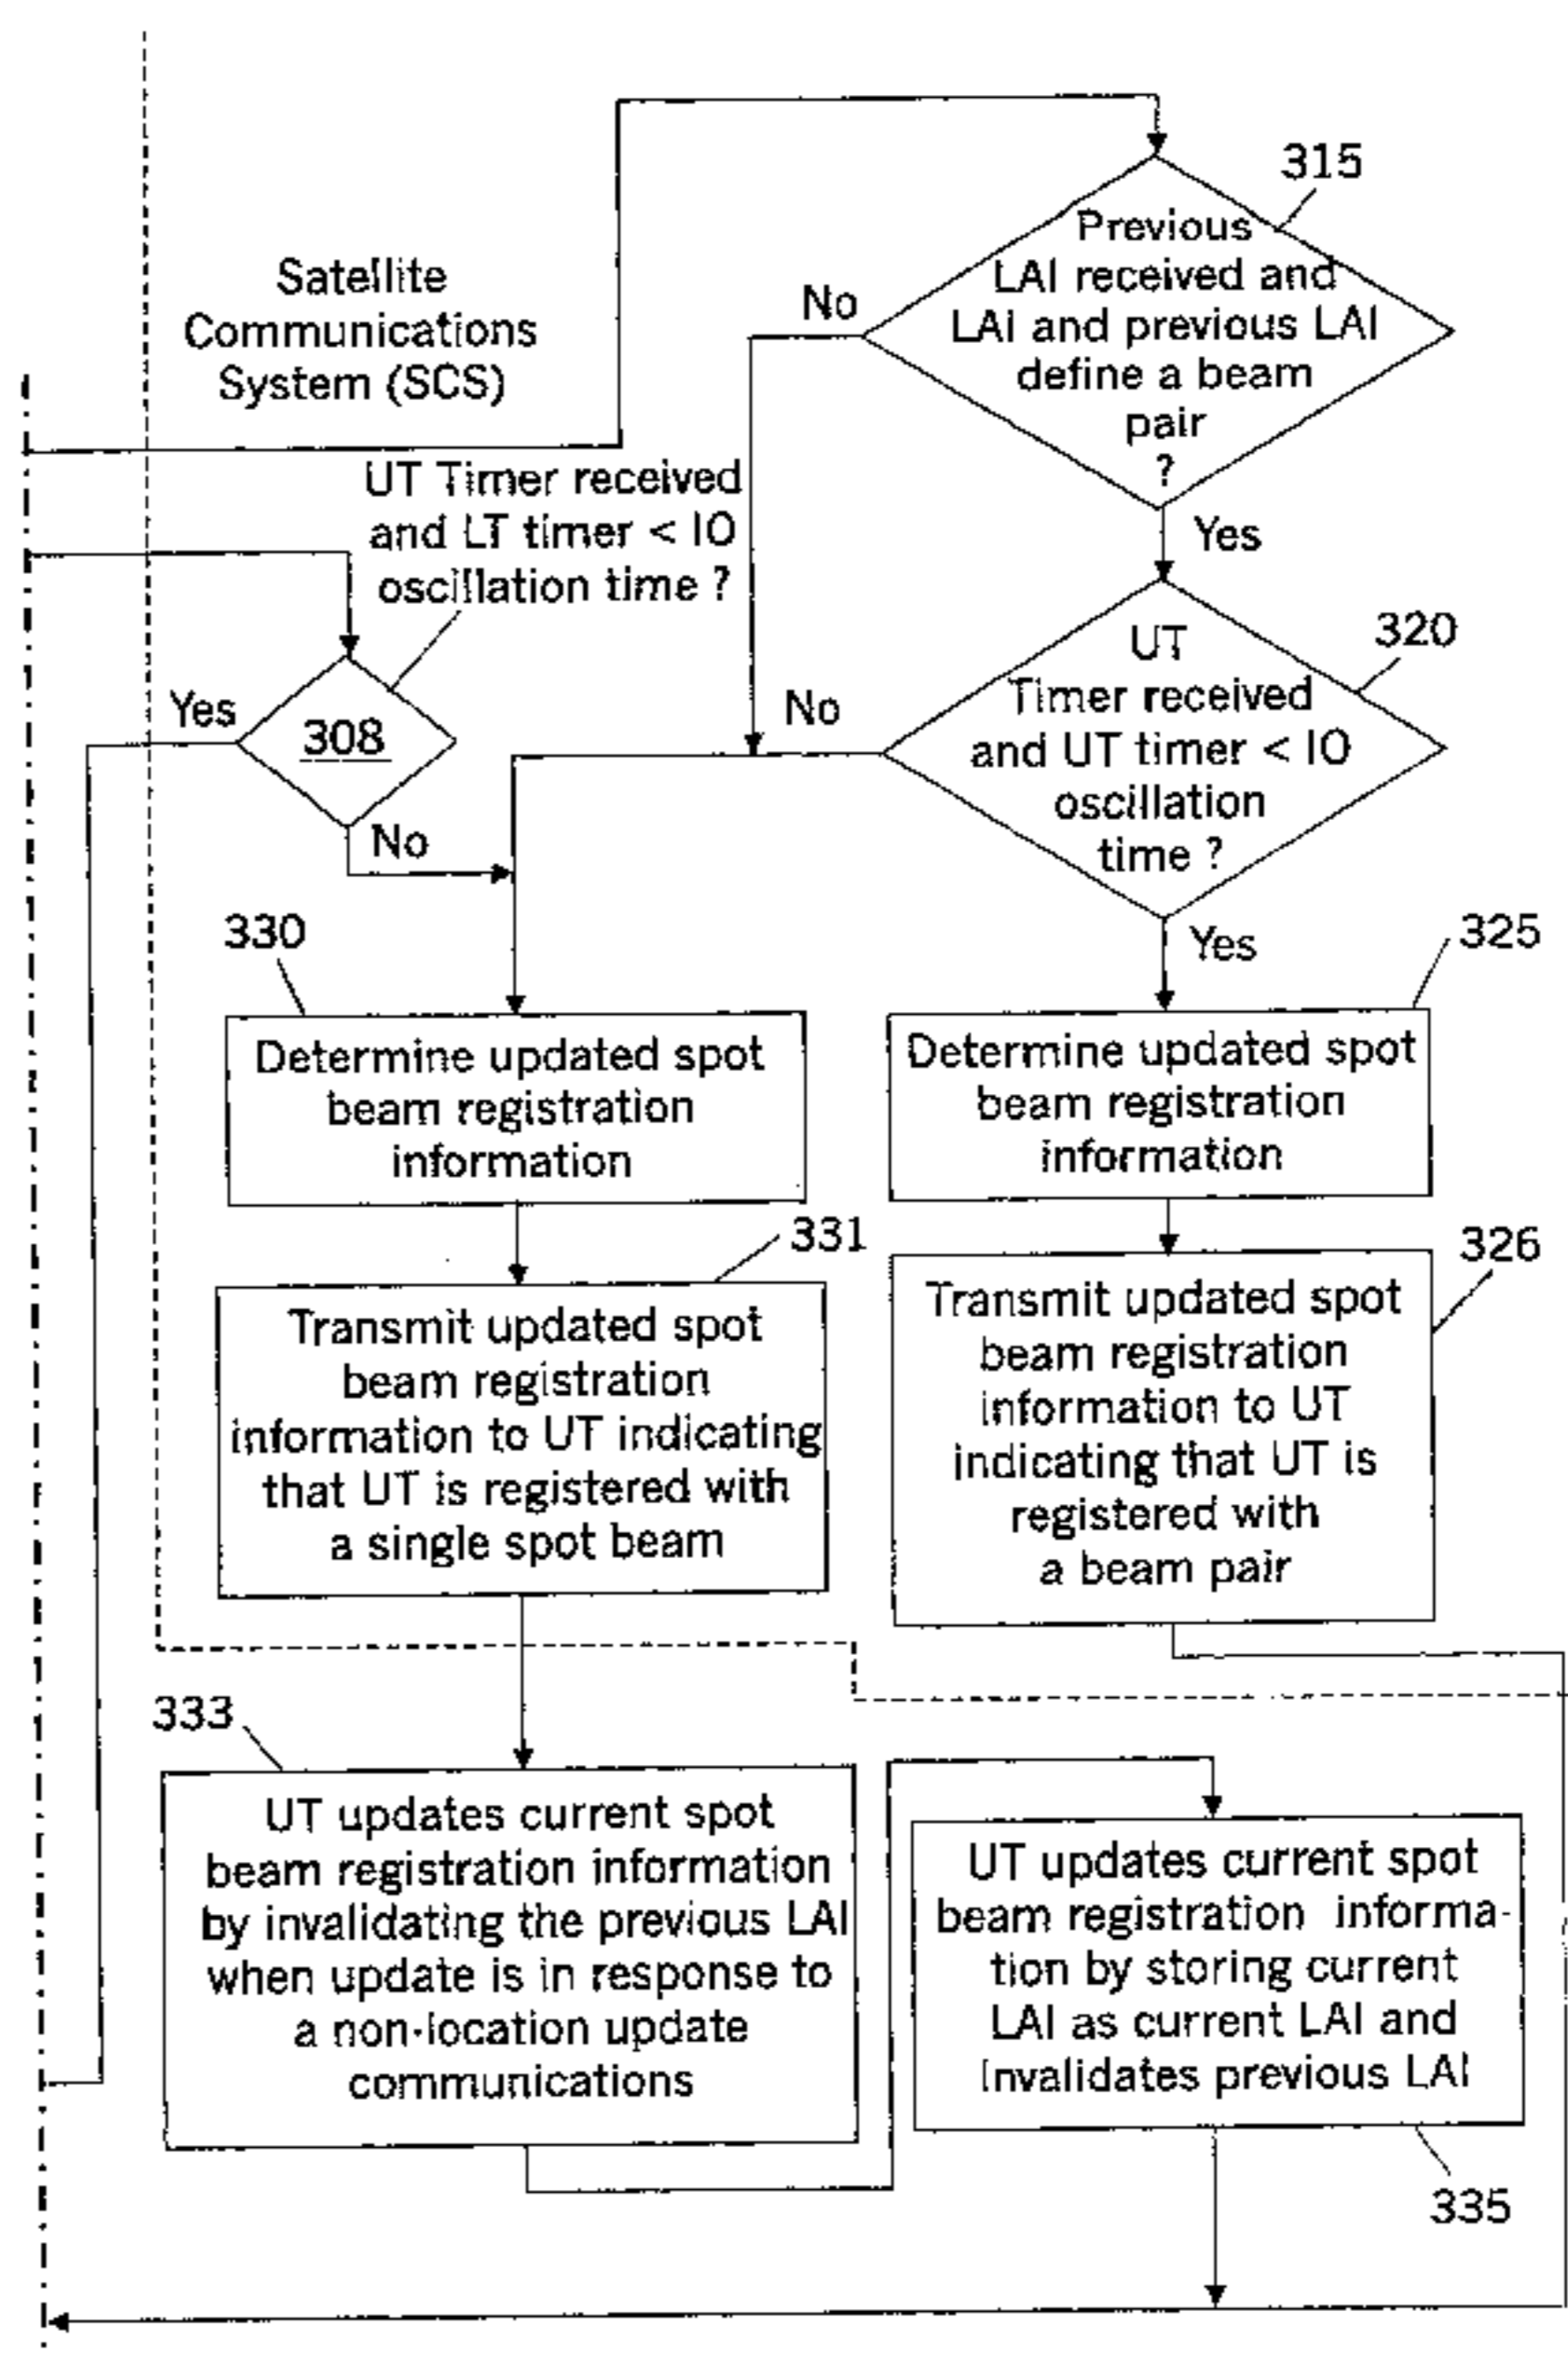 315
Previous
LAI received and
LAI and previous LAI
define a beam
pair
?
No
Yes
Satellite
Communications
System (SCS)
UT Timer received
and LT timer < IO
oscillation time ?
Yes
308
No
320
UT
Timer received
and UT timer < IO
oscillation
time ?
No
Yes
330
Determine updated spot
beam registration
information
325
Determine updated spot
beam registration
information
331
Transmit updated spot
beam registration
information to UT indicating
that UT is registered with
a single spot beam
326
Transmit updated spot
beam registration
information to UT
indicating that UT is
registered with
a beam pair
333
UT updates current spot
beam registration information
by invalidating the previous LAI
when update is in response to
a non-location update
communications
UT updates current spot
beam registration informa-
tion by storing current
LAI as current LAI and
Invalidates previous LAI
335